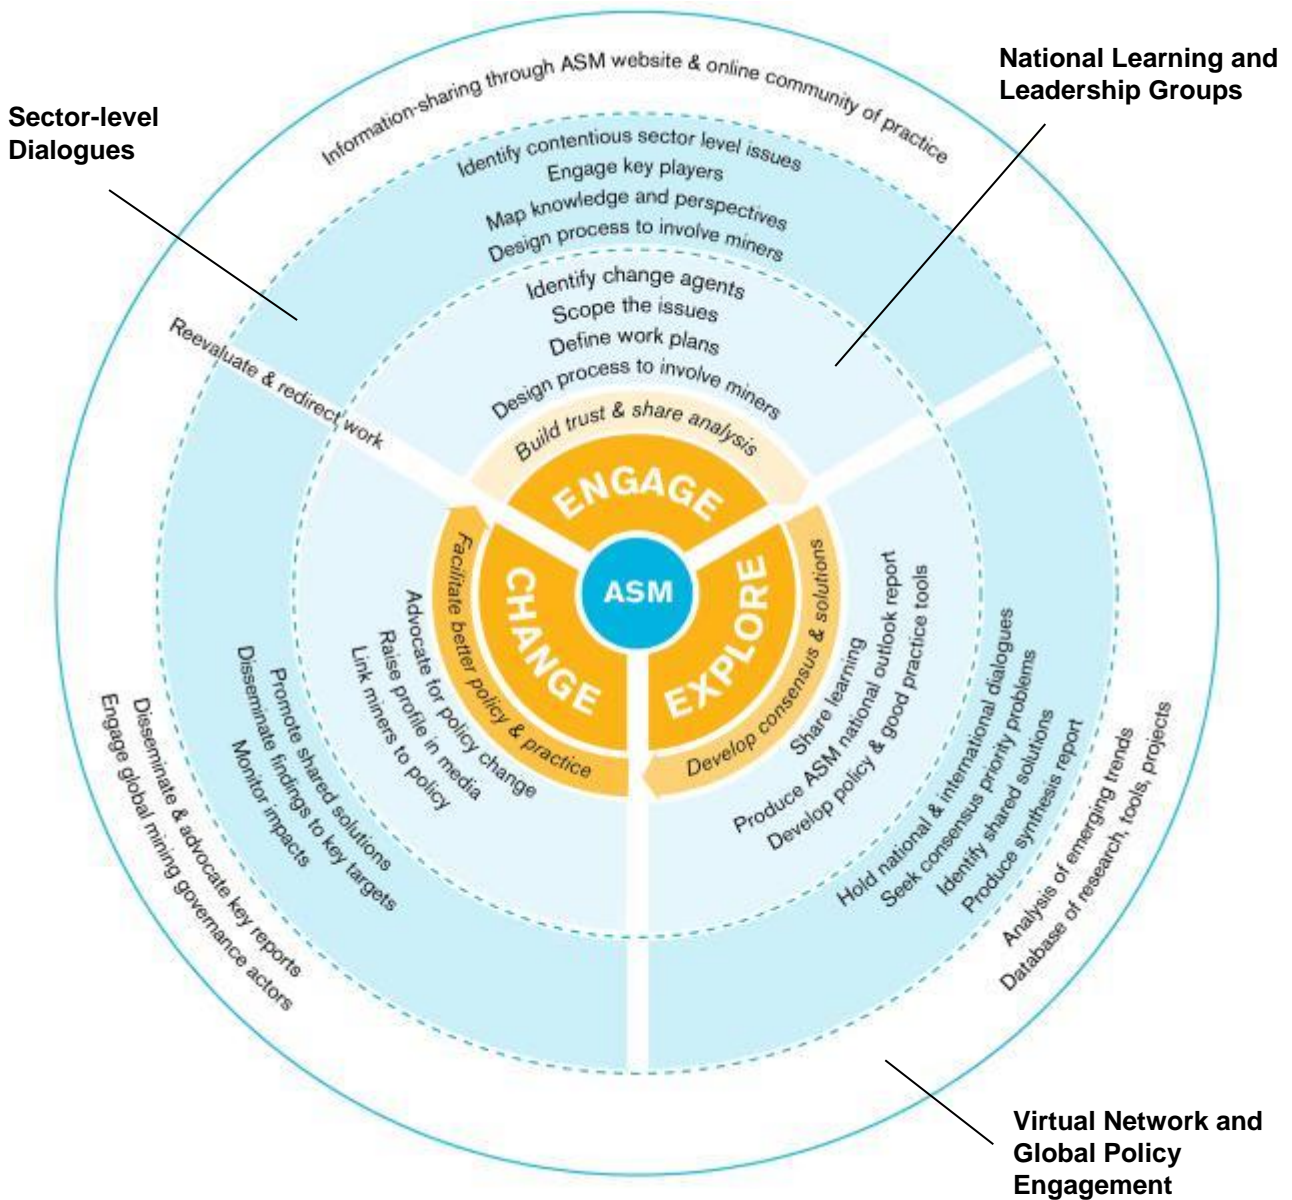 National Learning and
Leadership Groups
Sector-level
Dialogues
Information-sharing through ASM website & online community of practice
Identify contentious sector level issues
Engage key players
Map knowledge and perspectives
Design process to involve miners
Identify change agents
Scope the issues
Define work plans
Design process to involve miners
Build trust & share analysis
ENGAGE
Reevaluate & redirect work
ASM
EXPLORE
Develop consensus & solutions
Share learning
Produce ASM national outlook report
Develop policy & good practice tools
Hold national & international dialogues
Seek consensus priority problems
Identify shared solutions
Produce synthesis report
Analysis of emerging trends
Database of research, tools, projects
CHANGE
Facilitate better policy & practice
Advocate for policy change
Raise profile in media
Link miners to policy
Promote shared solutions
Disseminate findings to key targets
Monitor impacts
Disseminate & advocate key reports
Engage global mining governance actors
Virtual Network and
Global Policy
Engagement